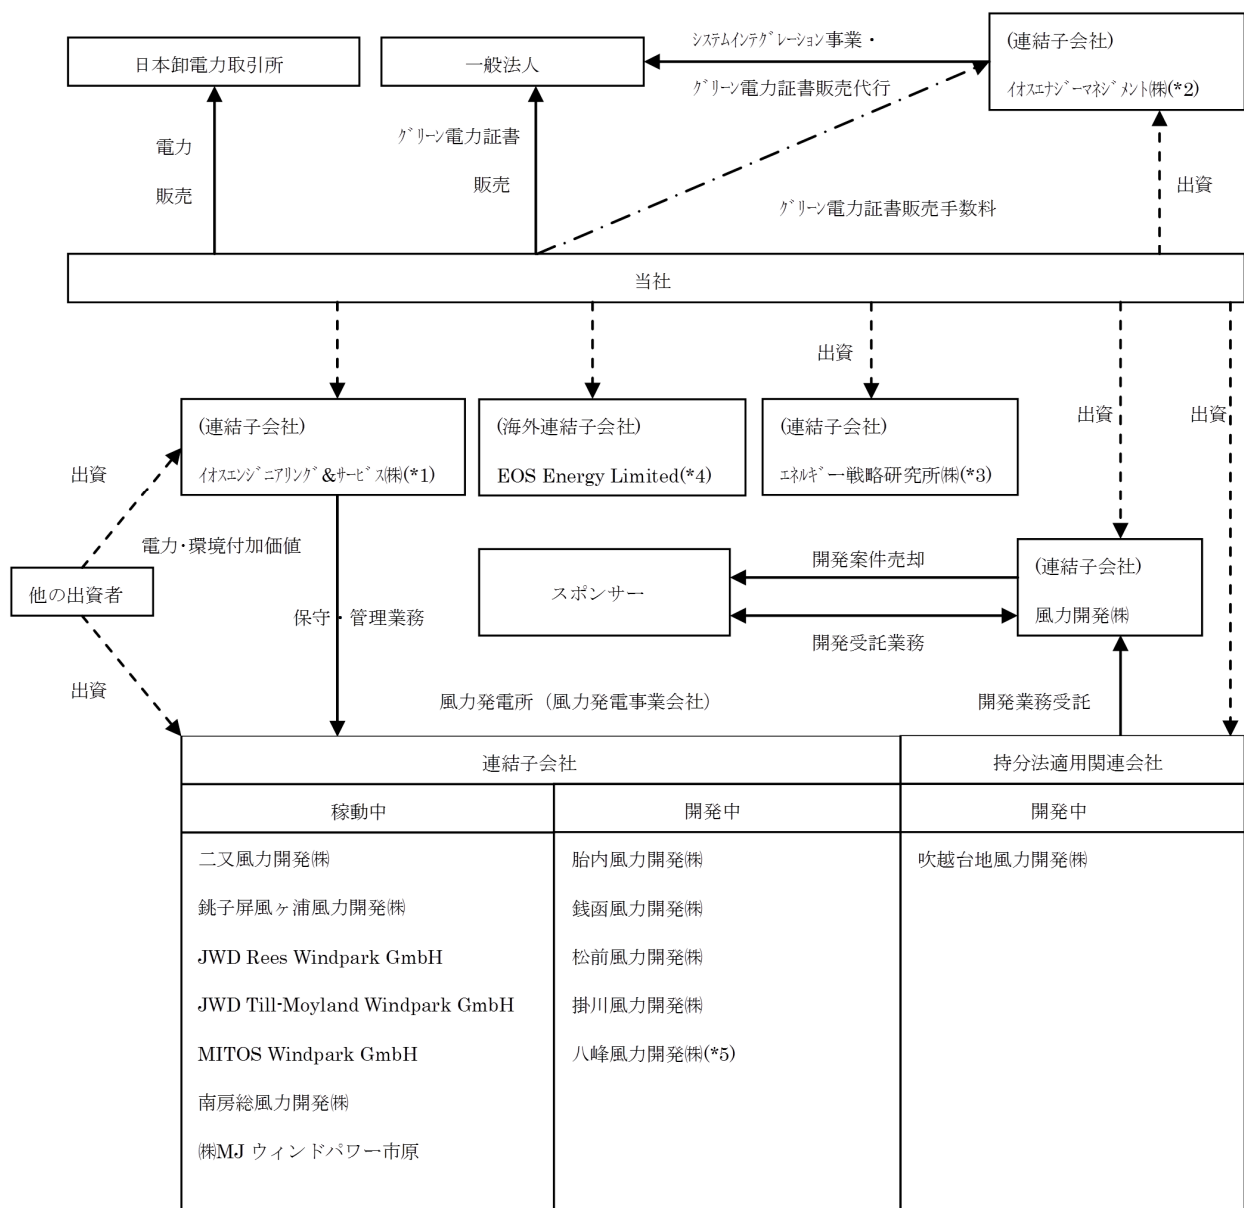 日本卸電力取引所
一般法人
ｼｽﾃﾑｲﾝﾃｸﾞﾚｰｼｮﾝ事業・
ｸﾞﾘｰﾝ電力証書販売代行
(連結子会社)
ｲｵｽｴﾅｼﾞｰﾏﾈｼﾞﾒﾝﾄ㈱(*2)
電力
販売
ｸﾞﾘｰﾝ電力証書
販売
ｸﾞﾘｰﾝ電力証書販売手数料
出資
当社
出資
出資
出資
(連結子会社)
ｲｵｽｴﾝｼﾞﾆｱﾘﾝｸﾞ&ｻｰﾋﾞｽ㈱(*1)
(海外連結子会社)
EOS Energy Limited(*4)
(連結子会社)
ｴﾈﾙｷﾞｰ戦略研究所㈱(*3)
出資
電力・環境付加価値
他の出資者
保守・管理業務
スポンサー
開発案件売却
開発受託業務
(連結子会社)
風力開発㈱
出資
風力発電所（風力発電事業会社）
開発業務受託
連結子会社
持分法適用関連会社
稼動中
開発中
開発中
二又風力開発㈱
胎内風力開発㈱
吹越台地風力開発㈱
銚子屏風ヶ浦風力開発㈱
銭函風力開発㈱
JWD Rees Windpark GmbH
松前風力開発㈱
JWD Till-Moyland Windpark GmbH
掛川風力開発㈱
MITOS Windpark GmbH
八峰風力開発㈱(*5)
南房総風力開発㈱
㈱MJ ウィンドパワー市原